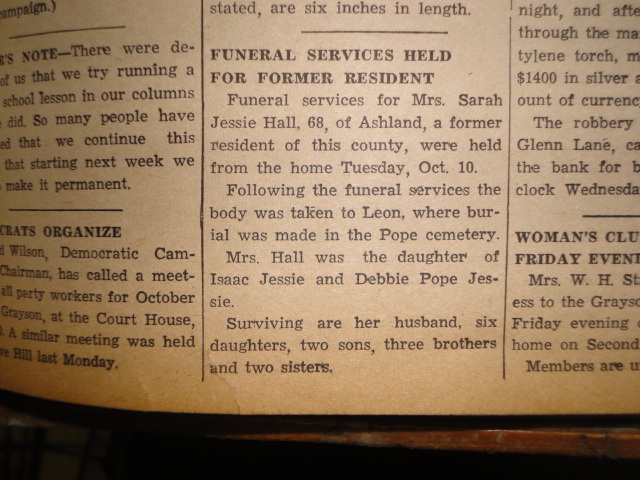 campaign.)
R'S NOTE—There were de-
of us that we try running a
school lesson in our columns
did. So many people have
ed that we continue this
that starting next week we
make it permanent.
CRATS ORGANIZE
d Wilson, Democratic Cam-
Chairman, has called a meet-
all party workers for October
Grayson, at the Court House,
A similar meeting was held
ve Hill last Monday.
stated, are six inches in length.
FUNERAL SERVICES HELD
FOR FORMER RESIDENT
Funeral services for Mrs. Sarah
Jessie Hall, 68, of Ashland, a former
resident of this county, were held
from the home Tuesday, Oct. 10.
Following the funeral services the
body was taken to Leon, where bur-
ial was made in the Pope cemetery.
Mrs. Hall was the daughter of
Isaac Jessie and Debbie Pope Jes-
sie.
Surviving are her husband, six
daughters, two sons, three brothers
and two sisters.
night, and afte
through the ma
tylene torch, m
$1400 in silver a
ount of currenc
The robbery
Glenn Lane, ca
the bank for b
clock Wednesda
WOMAN'S CLU
FRIDAY EVENI
Mrs. W. H. St
ess to the Grayso
Friday evening
home on Second
Members are u